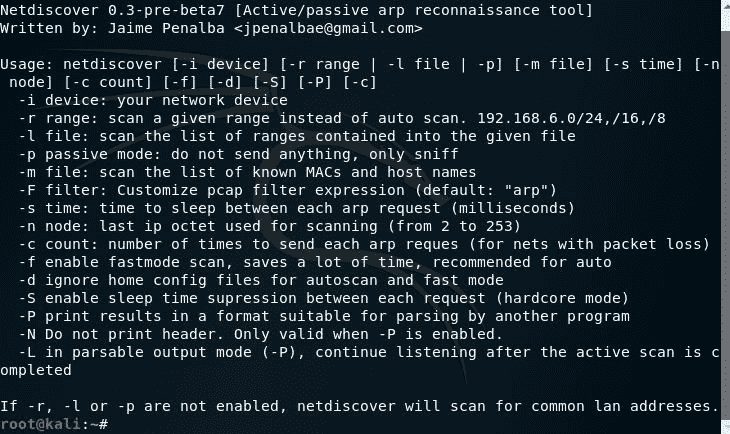 Netdiscover 0.3-pre-beta7 [Active/passive arp reconnaissance tool]
Written by: Jaime Penalba <jpenalbae@gmail.com>
Usage: netdiscover [-i device] [-r range | -l file | -p] [-m file] [-s time] [-n
node] [-c count] [-f] [-d] [-S] [-P] [-c]
-i device: your network device
-r range: scan a given range instead of auto scan. 192.168.6.0/24,/16,/8
-l file: scan the list of ranges contained into the given file
-p passive mode: do not send anything, only sniff
-m file: scan the list of known MACs and host names
-F filter: Customize pcap filter expression (default: "arp")
-s time: time to sleep between each arp request (milliseconds)
-n node: last ip octet used for scanning (from 2 to 253)
-c count: number of times to send each arp reques (for nets with packet loss)
-f enable fastmode scan, saves a lot of time, recommended for auto
-d ignore home config files for autoscan and fast mode
-S enable sleep time supression between each request (hardcore mode)
-P print results in a format suitable for parsing by another program
-N Do not print header. Only valid when -P is enabled.
-L in parsable output mode (-P), continue listening after the active scan is c
ompleted
If -r, -l or -p are not enabled, netdiscover will scan for common lan addresses.
root@kali:~#